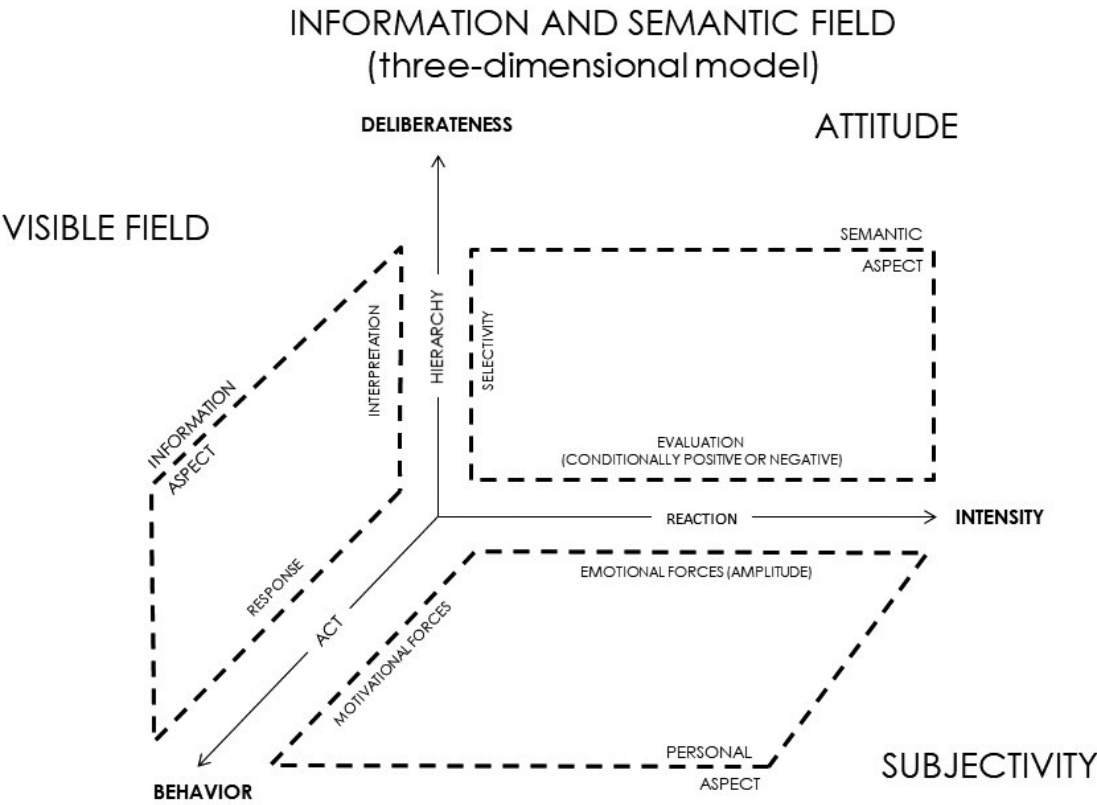 INFORMATION AND SEMANTIC FIELD
(three-dimensional model)
DELIBERATENESS
ATTITUDE
VISIBLE FIELD
SEMANTIC
ASPECT
INTERPRETATION
HIERARCHY
SELECTIVITY
INFORMATION
ASPECT
EVALUATION
(CONDITIONALLY POSITIVE OR NEGATIVE)
REACTION
INTENSITY
RESPONSE
EMOTIONAL FORCES (AMPLITUDE)
ACT
MOTIVATIONAL FORCES
PERSONAL
ASPECT
SUBJECTIVITY
BEHAVIOR